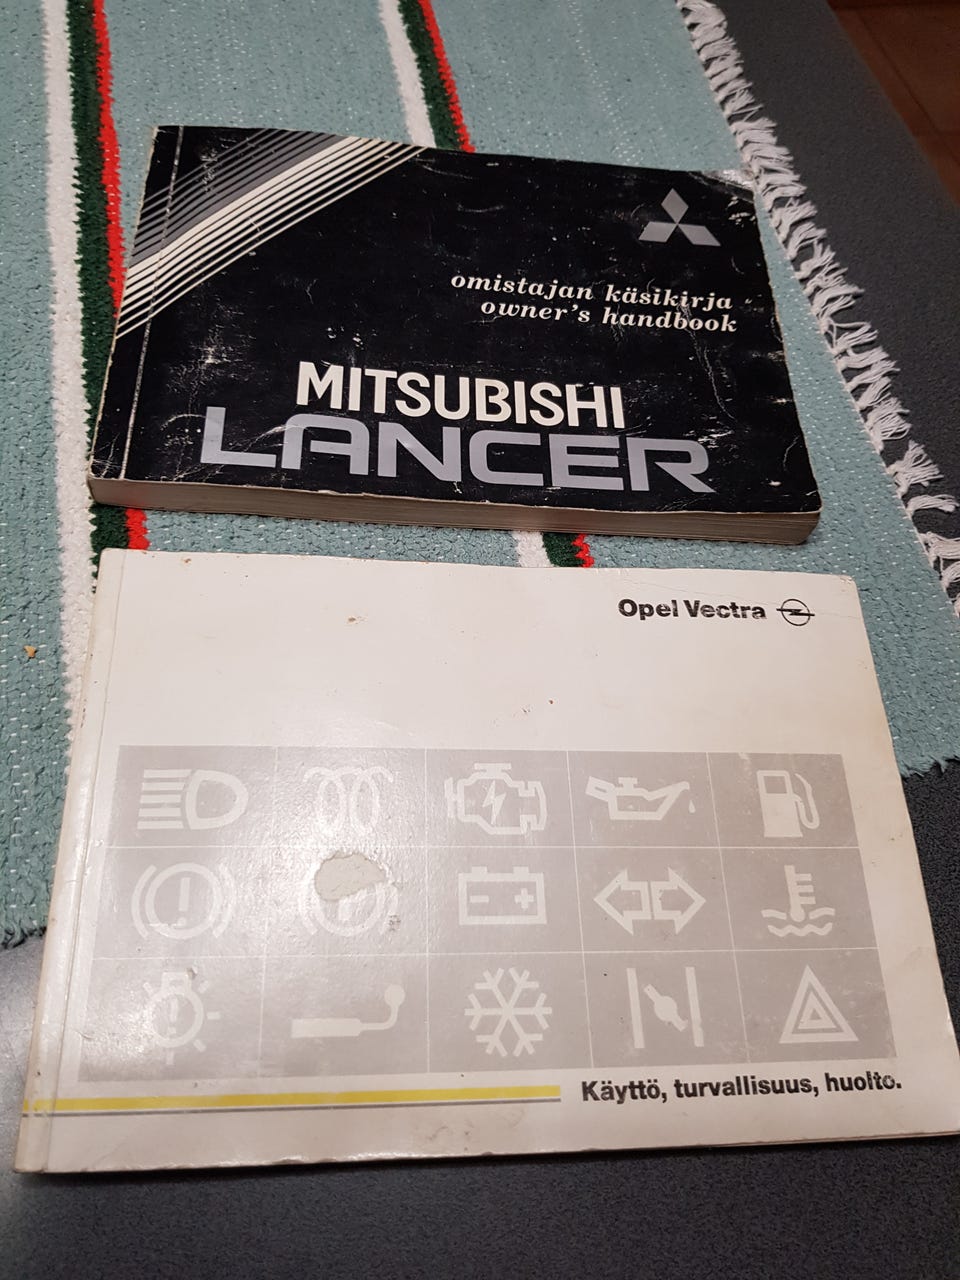 omistajan käsikirja
owner's handbook
MITSUBISHI
LANCER
Opel Vectra
Käyttö, turvallisuus, huolto.